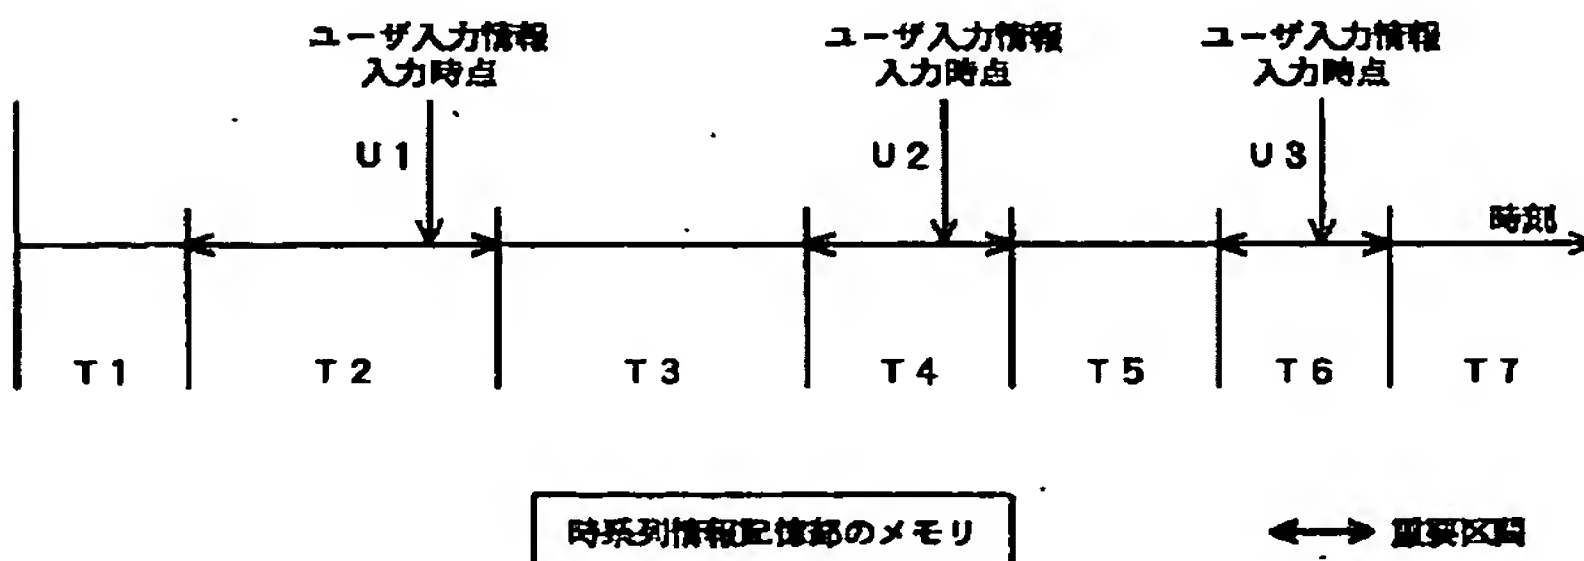 ユーザ入力情報
入力時点
ユーザ入力情報
入力時点
ユーザ入力情報
入力時点
U1
U2
U3
時刻
T1
T2
T3
T4
T5
T6
T7
時系列情報記憶部のメモリ
重要区間